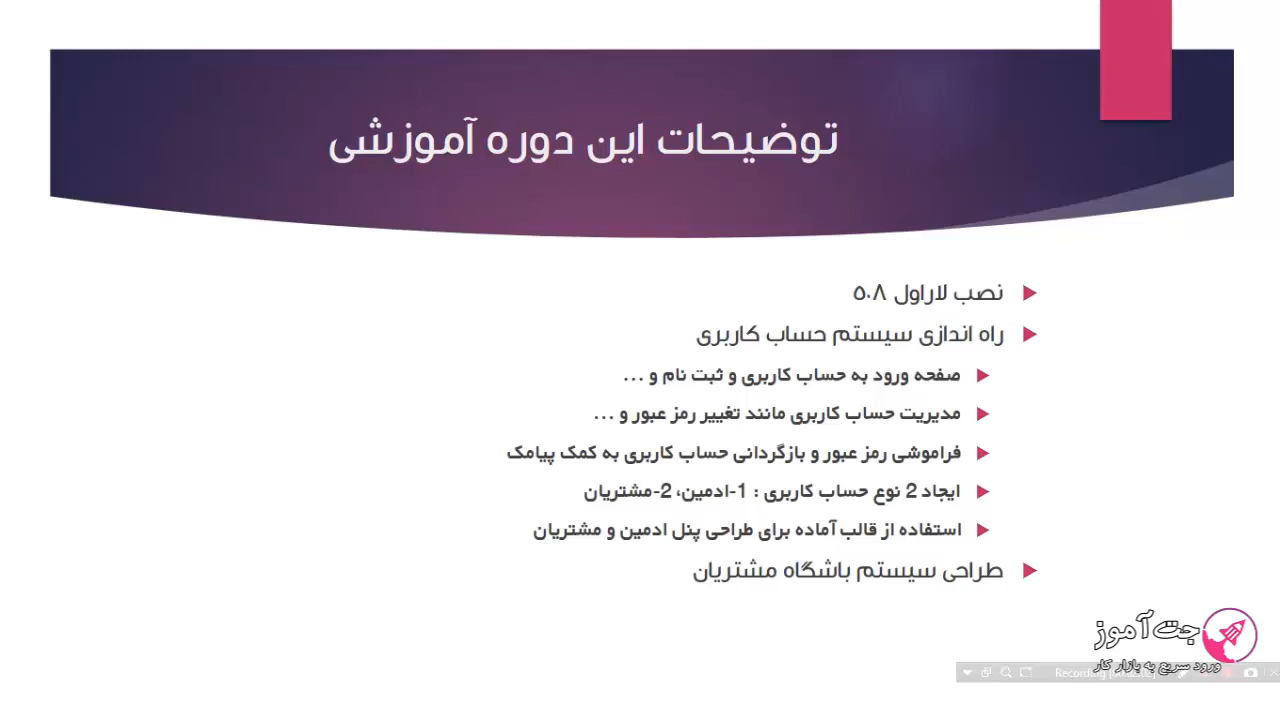 توضیحات این دوره آموزشی
نصب لاراول ۵.۸
راه اندازی سیستم حساب کاربری
صفحه ورود به حساب کاربری و ثبت نام و ...
مدیریت حساب کاربری مانند تغییر رمز عبور و ...
فراموشی رمز عبور و بازگردانی حساب کاربری به کمک پیامک
ایجاد 2 نوع حساب کاربری : 1-ادمین، 2-مشتریان
استفاده از قالب آماده برای طراحی پنل ادمین و مشتریان
طراحی سیستم باشگاه مشتریان
جت آموز
ورود سریع به بازار کار
Recording